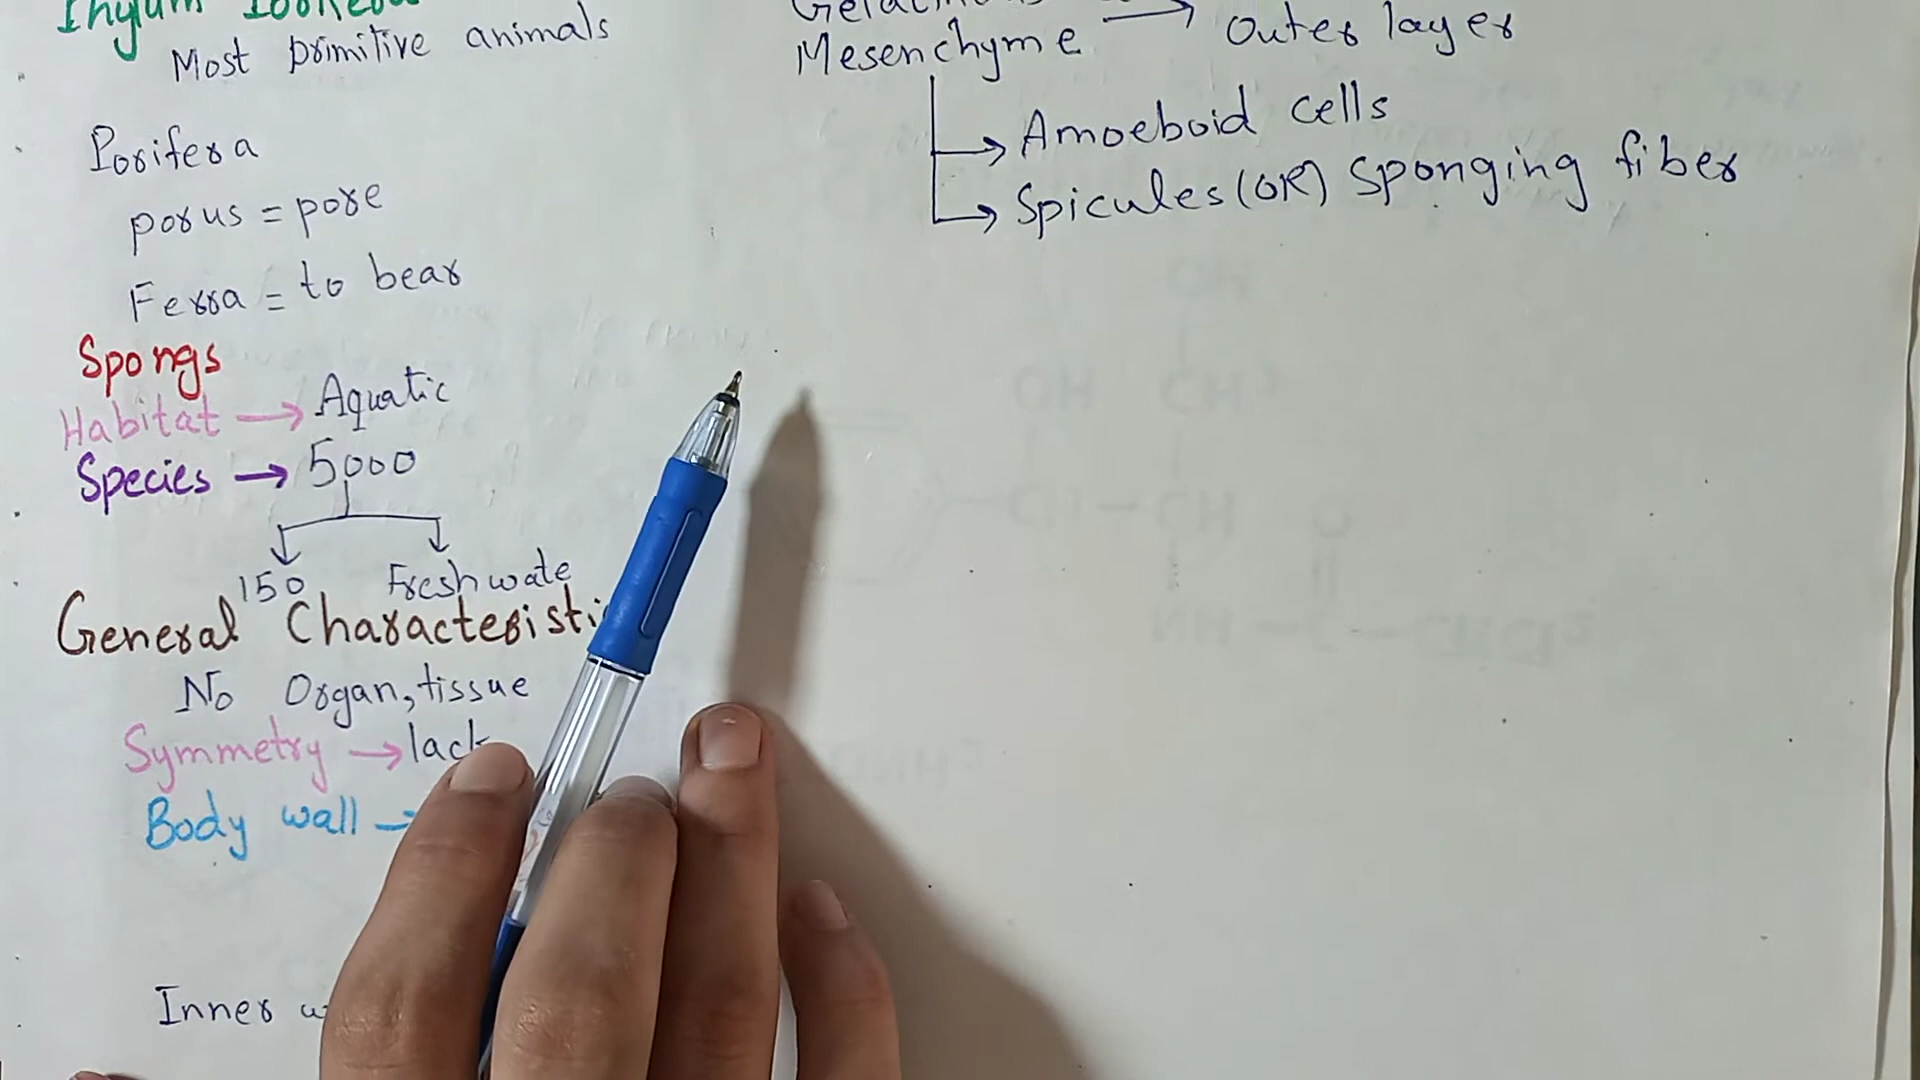 Phylum
Most primitive animals
Porifera
porus = pore
Ferra = to bear
Spongs
Habitat → Aquatic
Species → 5000
150 Freshwate
General Characteristi
No Organ, tissue
Symmetry → lack
Body wall →
Inner
Mesenchyme → Outer layer
→ Amoeboid cells
→ Spicules (OR) Sponging fiber